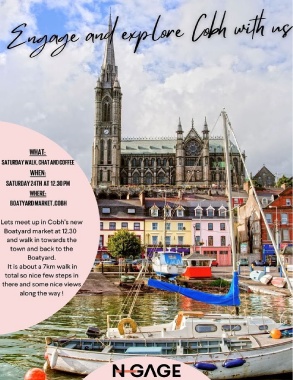 Engage and explore Cobh with us
WHAT:
SATURDAY WALK, CHAT AND COFFEE
WHEN:
SATURDAY 24TH AT 12.30 PM
WHERE:
BOATYARD MARKET ,COBH
Lets meet up in Cobh's new
Boatyard market at 12.30
and walk in towards the
town and back to the
Boatyard.
It is about a 7km walk in
total so nice few steps in
there and some nice views
along the way !
N-GAGE